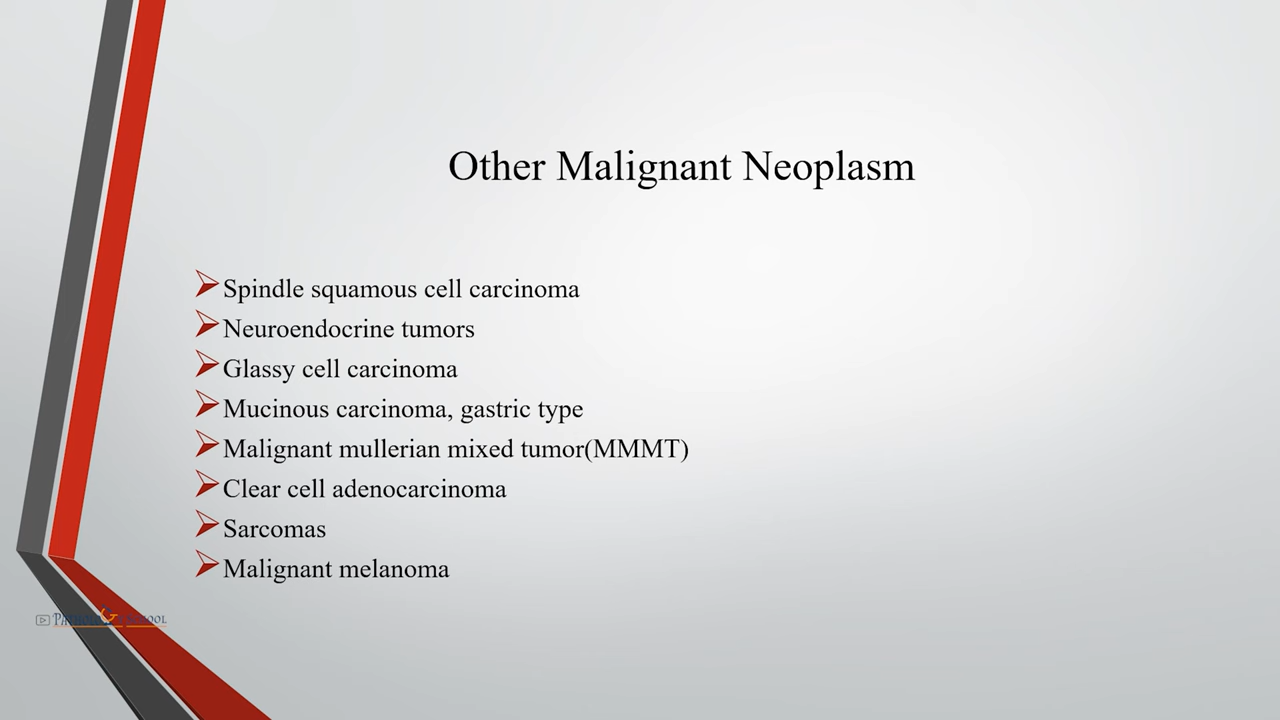 Other Malignant Neoplasm
Spindle squamous cell carcinoma
Neuroendocrine tumors
Glassy cell carcinoma
Mucinous carcinoma, gastric type
Malignant mullerian mixed tumor(MMMT)
Clear cell adenocarcinoma
Sarcomas
Malignant melanoma